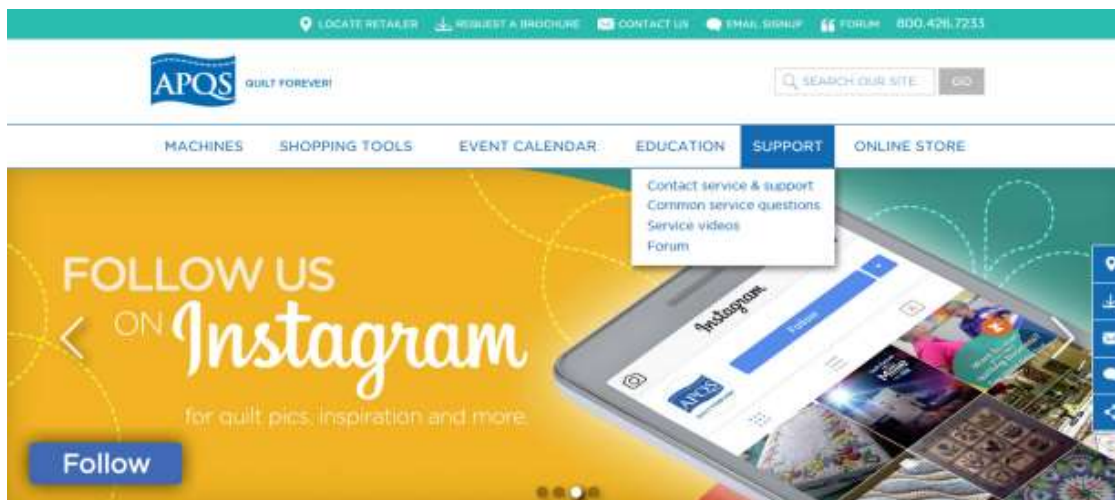 LOCATE RETAILER REQUEST A BROCHURE CONTACT US EMAIL SIGNUP FORUM 800.426.7233
APQS QUILT FOREVER!
SEARCH OUR SITE GO
MACHINES SHOPPING TOOLS EVENT CALENDAR EDUCATION SUPPORT ONLINE STORE
Contact service & support
Common service questions
Service videos
Forum
FOLLOW US
ON Instagram
for quilt pics, inspiration and more.
Follow
Instagram
Follow
APQS